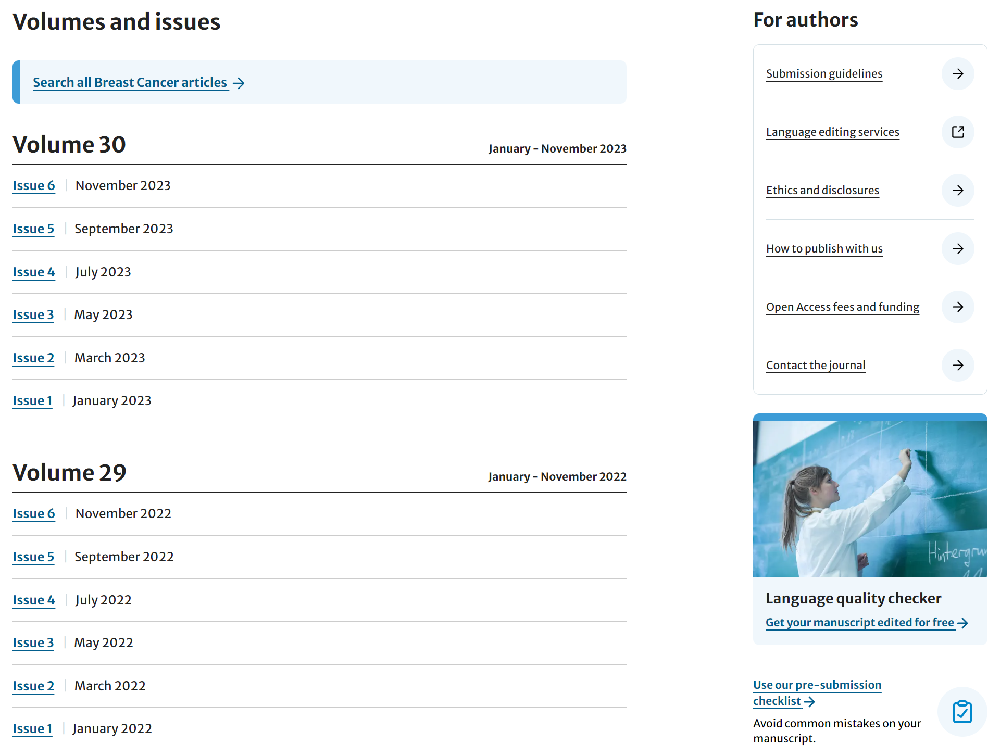 Volumes and issues
Search all Breast Cancer articles
Volume 30
January - November 2023
Issue 6 | November 2023
Issue 5 | September 2023
Issue 4 | July 2023
Issue 3 | May 2023
Issue 2 | March 2023
Issue 1 | January 2023
Volume 29
January - November 2022
Issue 6 | November 2022
Issue 5 | September 2022
Issue 4 | July 2022
Issue 3 | May 2022
Issue 2 | March 2022
Issue 1 | January 2022
For authors
Submission guidelines
Language editing services
Ethics and disclosures
How to publish with us
Open Access fees and funding
Contact the journal
Language quality checker
Get your manuscript edited for free
Use our pre-submission
checklist
Avoid common mistakes on your
manuscript.